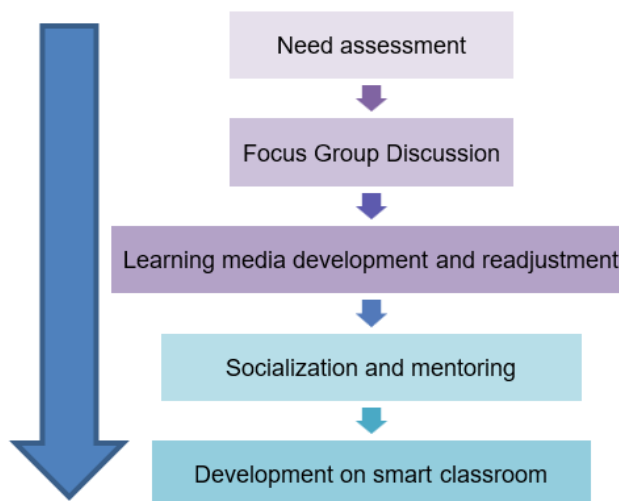 Need assessment
Focus Group Discussion
Learning media development and readjustment
Socialization and mentoring
Development on smart classroom